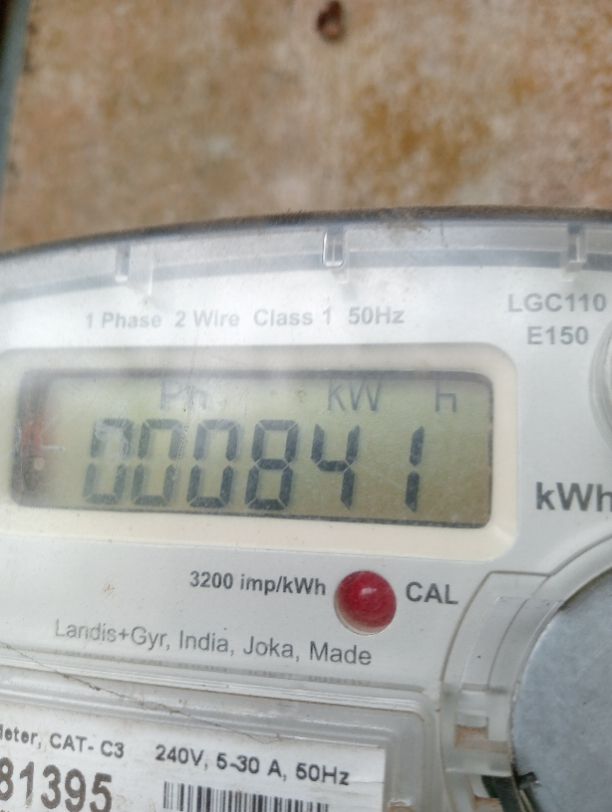 1 Phase 2 Wire Class 1 50Hz
LGC110
E150
Ph kW h
000841
kWh
3200 imp/kWh CAL
Landis+Gyr, India, Joka, Made
eter, CAT- C3 240V, 5-30 A, 50Hz
81395